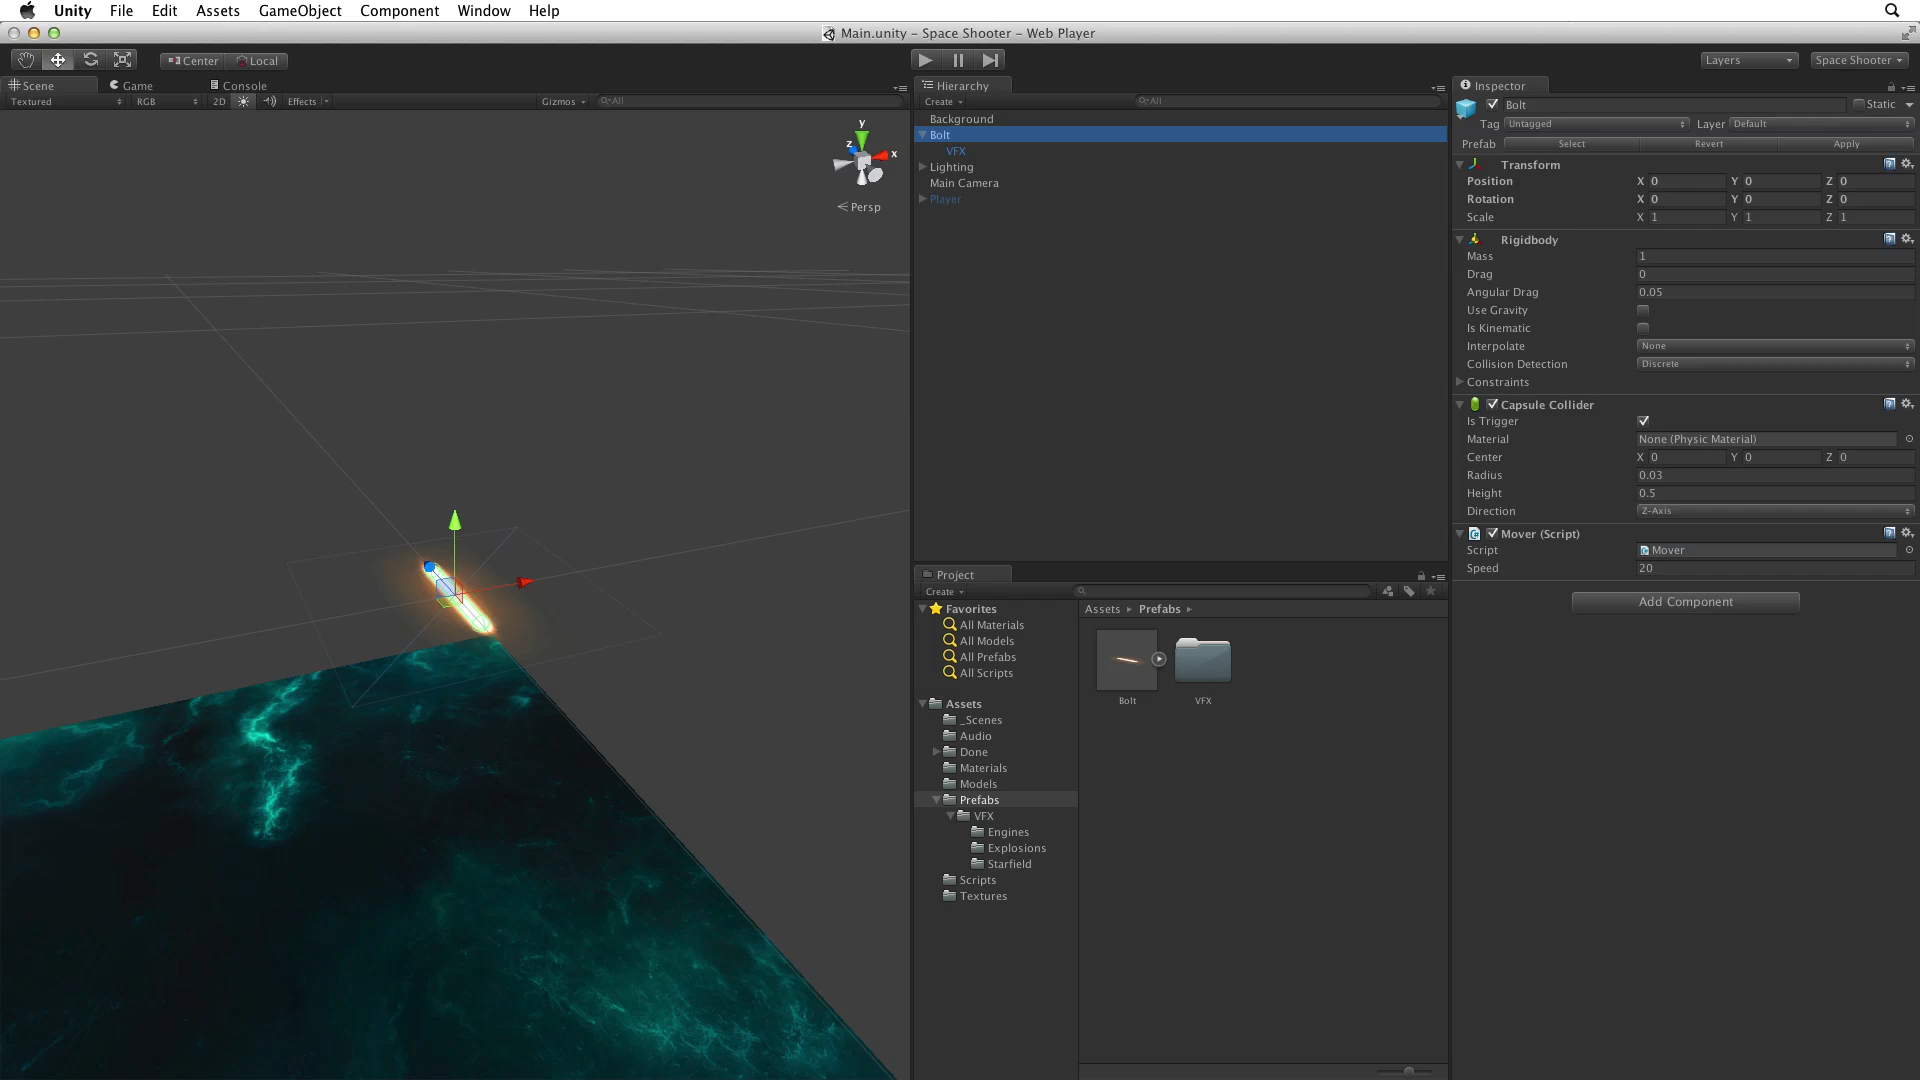 Unity File Edit Assets GameObject Component Window Help
Main.unity – Space Shooter – Web Player
Center Local
Layers
Space Shooter
Scene
Game
Console
Textured
RGB
2D
Effects
Gizmos
All
y
z
x
Persp
Hierarchy
Create
All
Background
Bolt
VFX
Lighting
Main Camera
Player
Project
Create
Favorites
All Materials
All Models
All Prefabs
All Scripts
Assets
_Scenes
Audio
Done
Materials
Models
Prefabs
VFX
Engines
Explosions
Starfield
Scripts
Textures
Assets Prefabs
Bolt
VFX
Inspector
Bolt
Static
Tag Untagged Layer Default
Prefab Select Revert Apply
Transform
Position X 0 Y 0 Z 0
Rotation X 0 Y 0 Z 0
Scale X 1 Y 1 Z 1
Rigidbody
Mass 1
Drag 0
Angular Drag 0.05
Use Gravity
Is Kinematic
Interpolate None
Collision Detection Discrete
Constraints
Capsule Collider
Is Trigger
Material None (Physic Material)
Center X 0 Y 0 Z 0
Radius 0.03
Height 0.5
Direction Z-Axis
Mover (Script)
Script Mover
Speed 20
Add Component